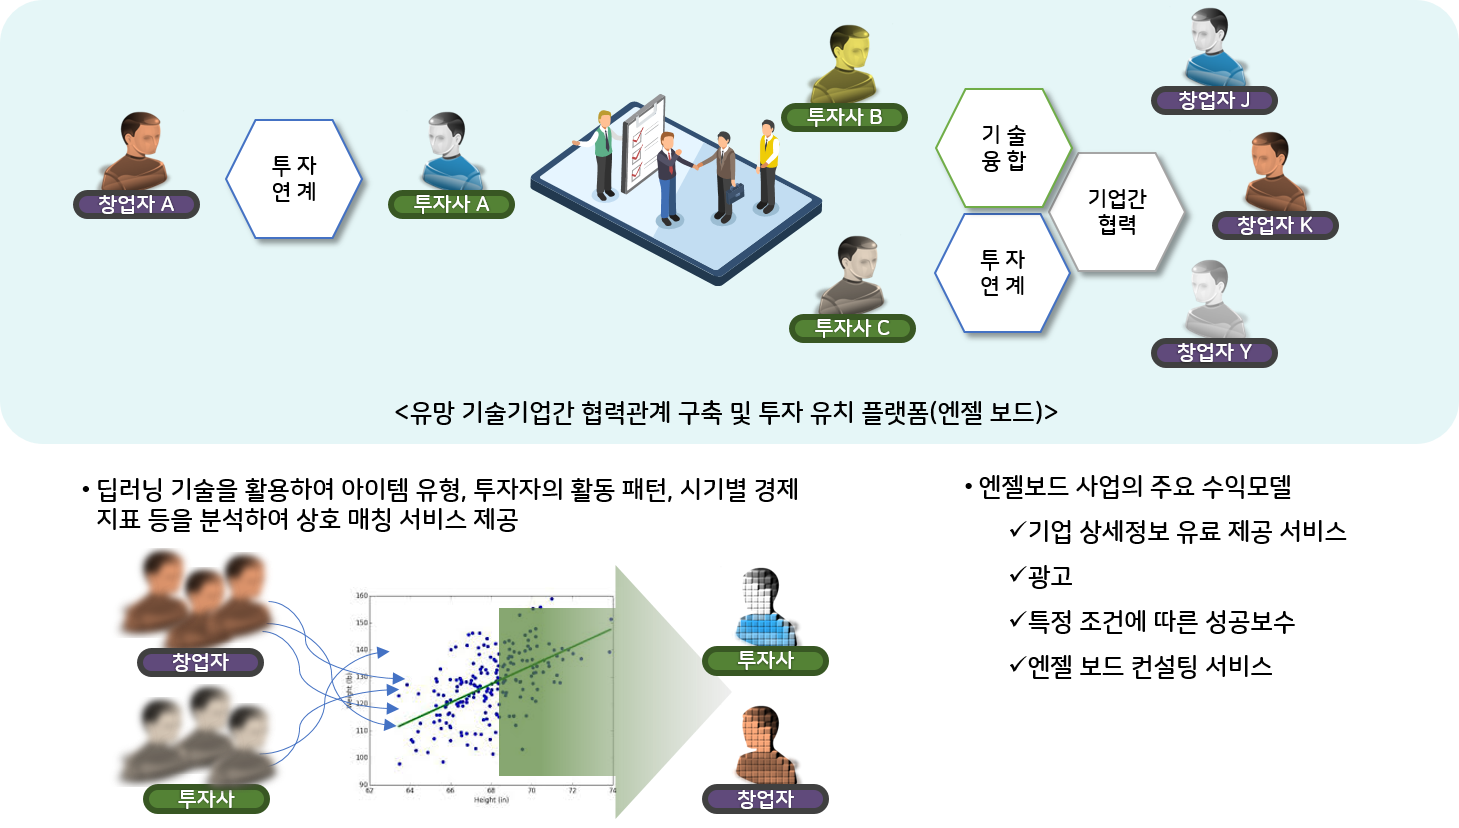 창업자 A
투 자
연 계
투자사 A
투자사 B
투자사 C
기 술
융 합
투 자
연 계
기업간
협력
창업자 J
창업자 K
창업자 Y
<유망 기술기업간 협력관계 구축 및 투자 유치 플랫폼(엔젤 보드)>
• 딥러닝 기술을 활용하여 아이템 유형, 투자자의 활동 패턴, 시기별 경제
지표 등을 분석하여 상호 매칭 서비스 제공
창업자
투자사
160
150
140
130
120
110
100
90
62
64
66
68
70
72
74
Height (in)
투자사
창업자
• 엔젤보드 사업의 주요 수익모델
✓기업 상세정보 유료 제공 서비스
✓광고
✓특정 조건에 따른 성공보수
✓엔젤 보드 컨설팅 서비스